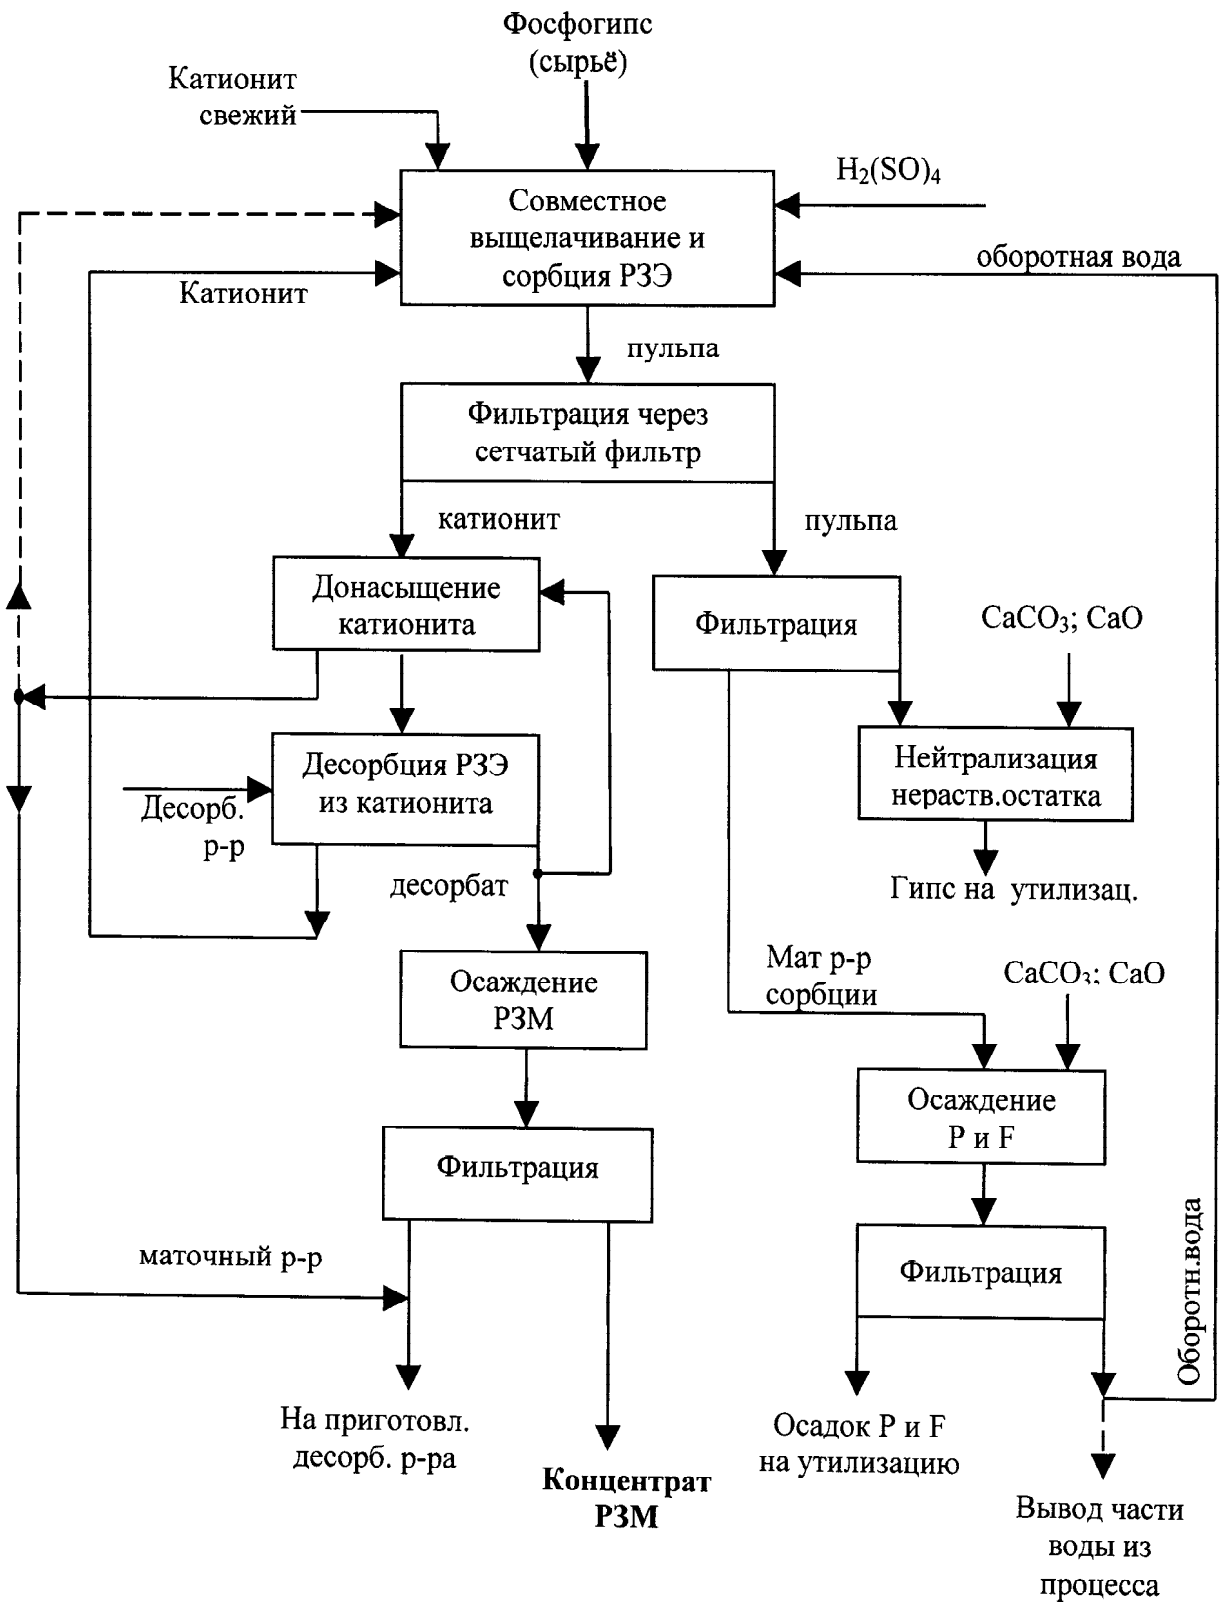 Фосфогипс
(сырьё)
Катионит
свежий
H₂(SO)₄
Совместное
выщелачивание и
сорбция РЗЭ
оборотная вода
Катионит
пульпа
Фильтрация через
сетчатый фильтр
катионит
пульпа
Донасыщение
катионита
Фильтрация
CaCO₃; CaO
Десорбция РЗЭ
из катионита
Нейтрализация
нераств.остатка
Десорб.
р-р
десорбат
Гипс на утилизац.
Осаждение
РЗМ
Мат р-р
сорбции
CaCO₃; CaO
Осаждение
P и F
Фильтрация
маточный р-р
Фильтрация
Оборотн.вода
На приготовл.
десорб. р-ра
Осадок P и F
на утилизацию
Концентрат
РЗМ
Вывод части
воды из
процесса